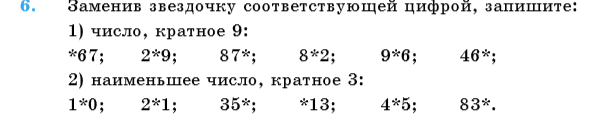 6. Заменив звездочку соответствующей цифрой, запишите:
1) число, кратное 9:
*67; 2*9; 87*; 8*2; 9*6; 46*;
2) наименьшее число, кратное 3:
1*0; 2*1; 35*; *13; 4*5; 83*.